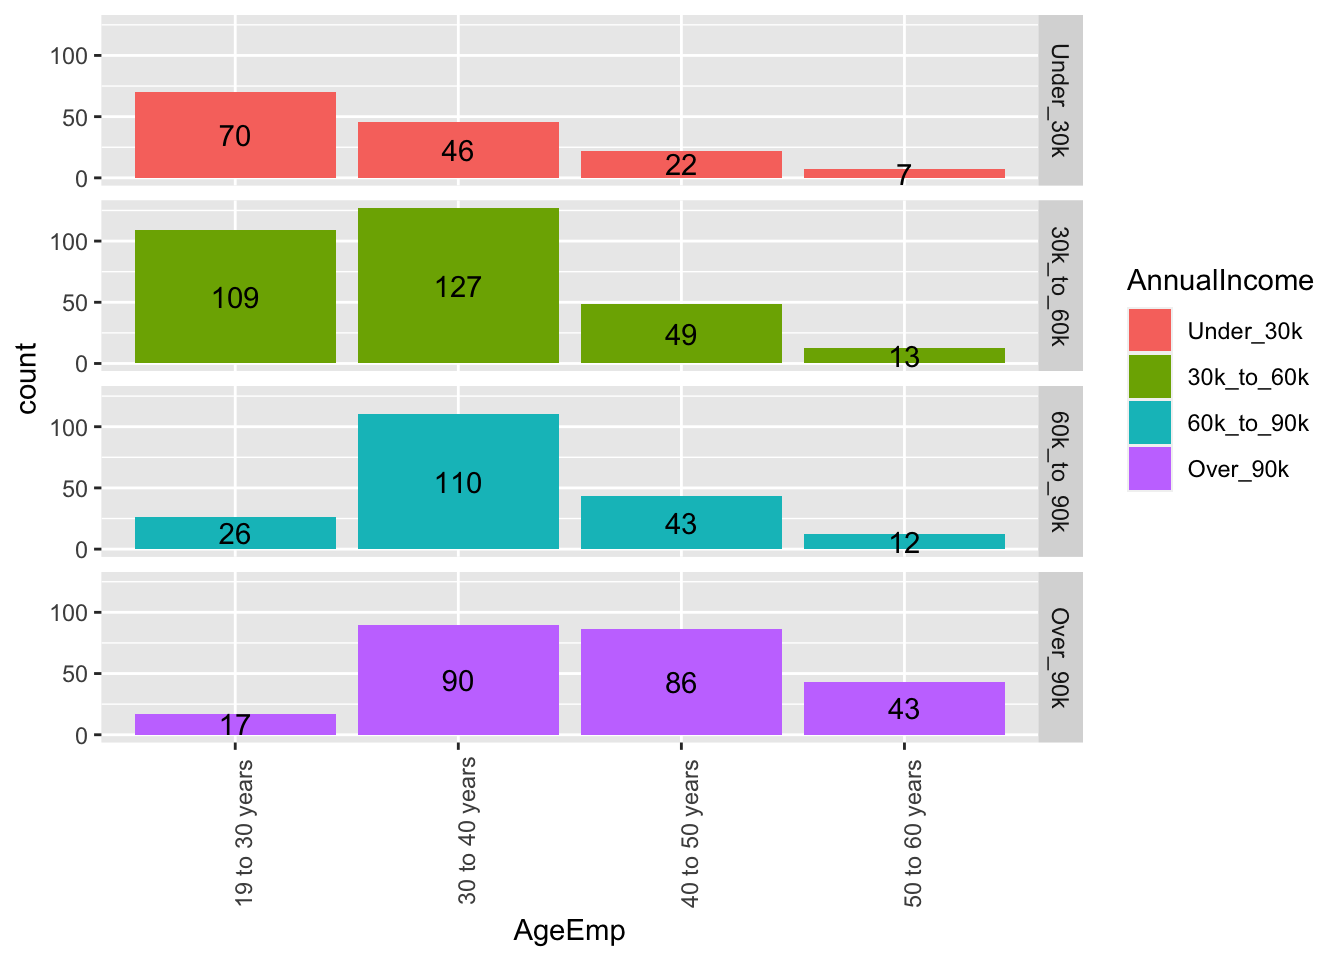 100
50
0
70
46
22
7
Under_30k
100
50
0
109
127
49
13
30k_to_60k
100
50
0
26
110
43
12
60k_to_90k
100
50
0
17
90
86
43
Over_90k
count
19 to 30 years
30 to 40 years
40 to 50 years
50 to 60 years
AgeEmp
AnnualIncome
Under_30k
30k_to_60k
60k_to_90k
Over_90k